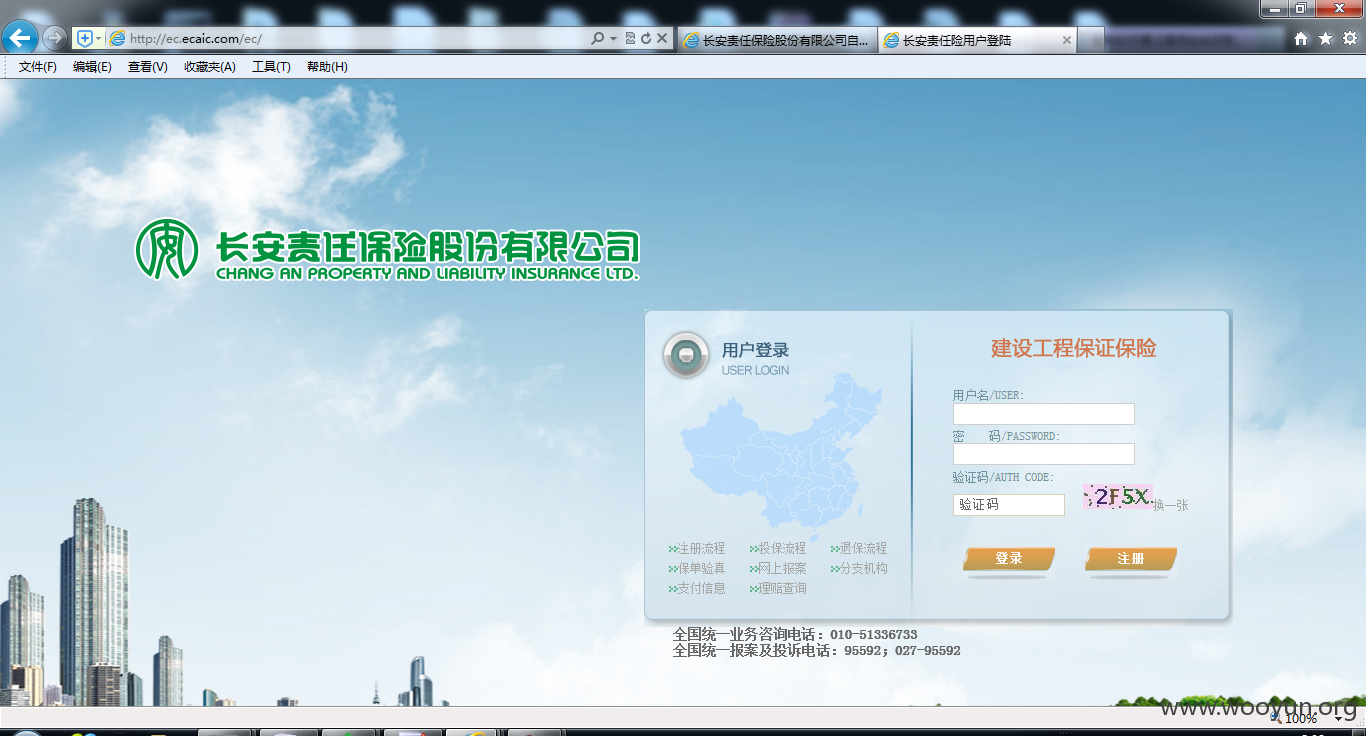 http://ec.ecaic.com/ec/
长安责任保险股份有限公司自...
长安责任险用户登陆
文件(F) 编辑(E) 查看(V) 收藏夹(A) 工具(T) 帮助(H)
长安责任保险股份有限公司
CHANG AN PROPERTY AND LIABILITY INSURANCE LTD.
用户登录
USER LOGIN
建设工程保证保险
用户名/USER:
密 码/PASSWORD:
验证码/AUTH CODE:
验证码 2F5X 换一张
登录 注册
>>注册流程 >>投保流程 >>退保流程
>>保单验真 >>网上报案 >>分支机构
>>支付信息 >>理赔查询
全国统一业务咨询电话：010-51336733
全国统一报案及投诉电话：95592；027-95592
www.wooyun.org
100%